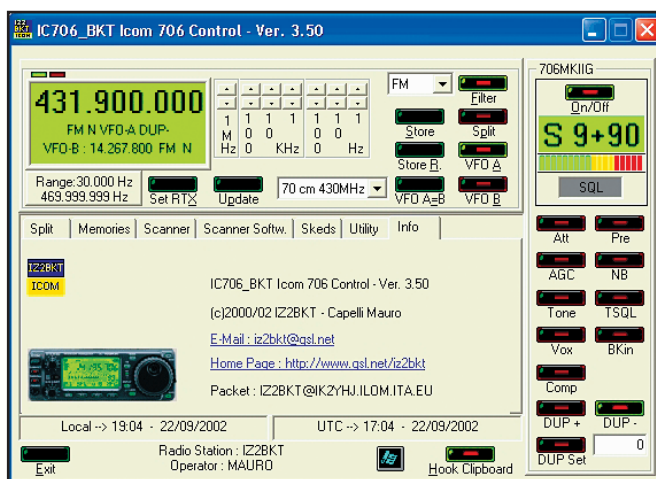 IZ2
BKT
ICOM
IC706_BKT Icom 706 Control - Ver. 3.50
431.900.000
FM N VFO-A DUP-
VFO-B : 14.267.800 FM N
Range:30.000 Hz
469.999.999 Hz
Set RTX
Update
1 1 1 1 1 1
M 0 0 0 0
Hz 0 KHz 0 Hz
70 cm 430MHz
FM
Filter
Store
Split
Store R.
VFO A
VFO A=B
VFO B
706MKIIG
On/Off
S 9+90
SQL
Att
Pre
AGC
NB
Tone
TSQL
Vox
BKin
Comp
DUP +
DUP -
DUP Set
0
Split
Memories
Scanner
Scanner Softw.
Skeds
Utility
Info
IZ2BKT
ICOM
IC706_BKT Icom 706 Control - Ver. 3.50
(c)2000/02 IZ2BKT - Capelli Mauro
E-Mail : iz2bkt@qsl.net
Home Page : http://www.qsl.net/iz2bkt
Packet : IZ2BKT@IK2YHJ.ILOM.ITA.EU
Local --> 19:04 - 22/09/2002
UTC --> 17:04 - 22/09/2002
Exit
Radio Station : IZ2BKT
Operator : MAURO
Hook Clipboard